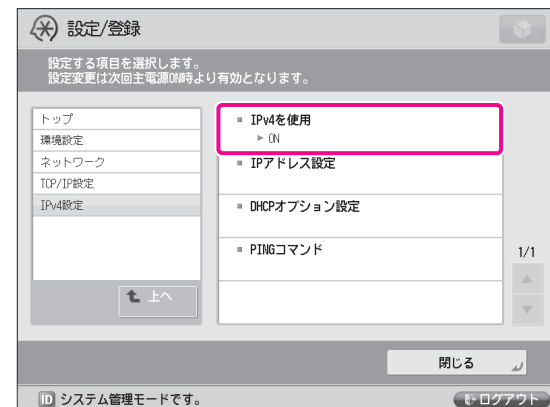 設定/登録
設定する項目を選択します。
設定変更は次回主電源ON時より有効となります。
トップ
環境設定
ネットワーク
TCP/IP設定
IPv4設定
上へ
IPv4を使用
ON
IPアドレス設定
DHCPオプション設定
PINGコマンド
1/1
閉じる
ID システム管理モードです。
ログアウト